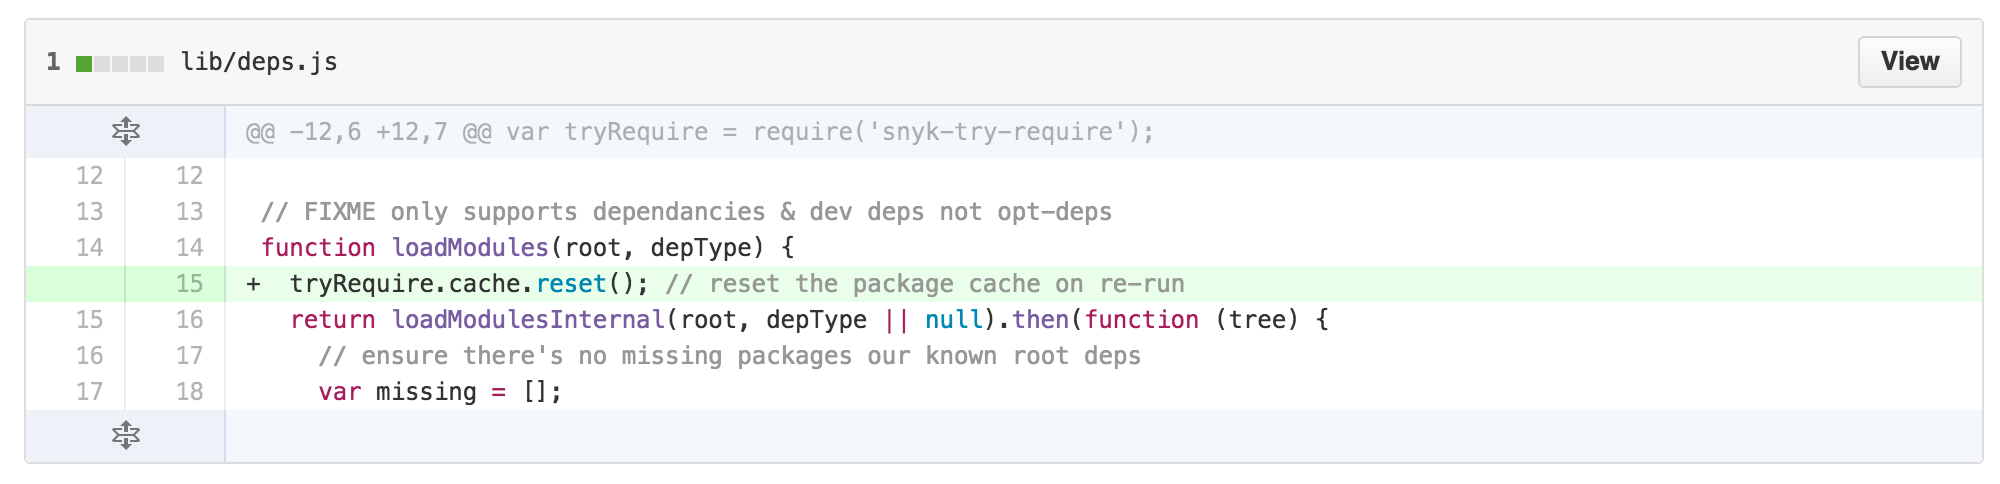 1 lib/deps.js View
@@ -12,6 +12,7 @@ var tryRequire = require('snyk-try-require');
12 12
13 13 // FIXME only supports dependancies & dev deps not opt-deps
14 14 function loadModules(root, depType) {
15 + tryRequire.cache.reset(); // reset the package cache on re-run
15 16 return loadModulesInternal(root, depType || null).then(function (tree) {
16 17 // ensure there's no missing packages our known root deps
17 18 var missing = [];